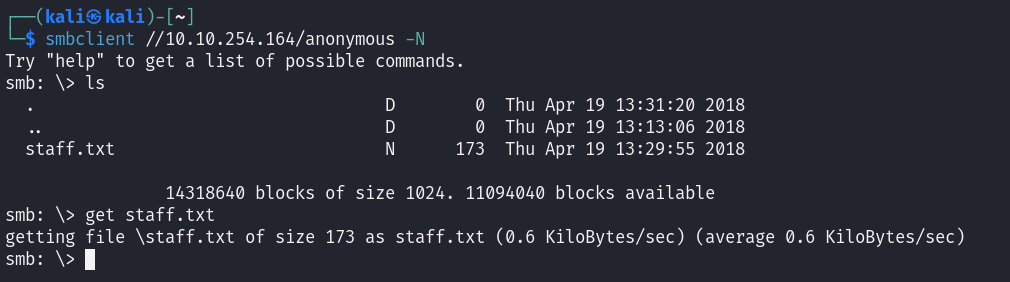 ┌──(kali㉿kali)-[~]
└─$ smbclient //10.10.254.164/anonymous -N
Try "help" to get a list of possible commands.
smb: \> ls
  .                                   D        0  Thu Apr 19 13:31:20 2018
  ..                                  D        0  Thu Apr 19 13:13:06 2018
  staff.txt                           N      173  Thu Apr 19 13:29:55 2018

                14318640 blocks of size 1024. 11094040 blocks available
smb: \> get staff.txt
getting file \staff.txt of size 173 as staff.txt (0.6 KiloBytes/sec) (average 0.6 KiloBytes/sec)
smb: \>